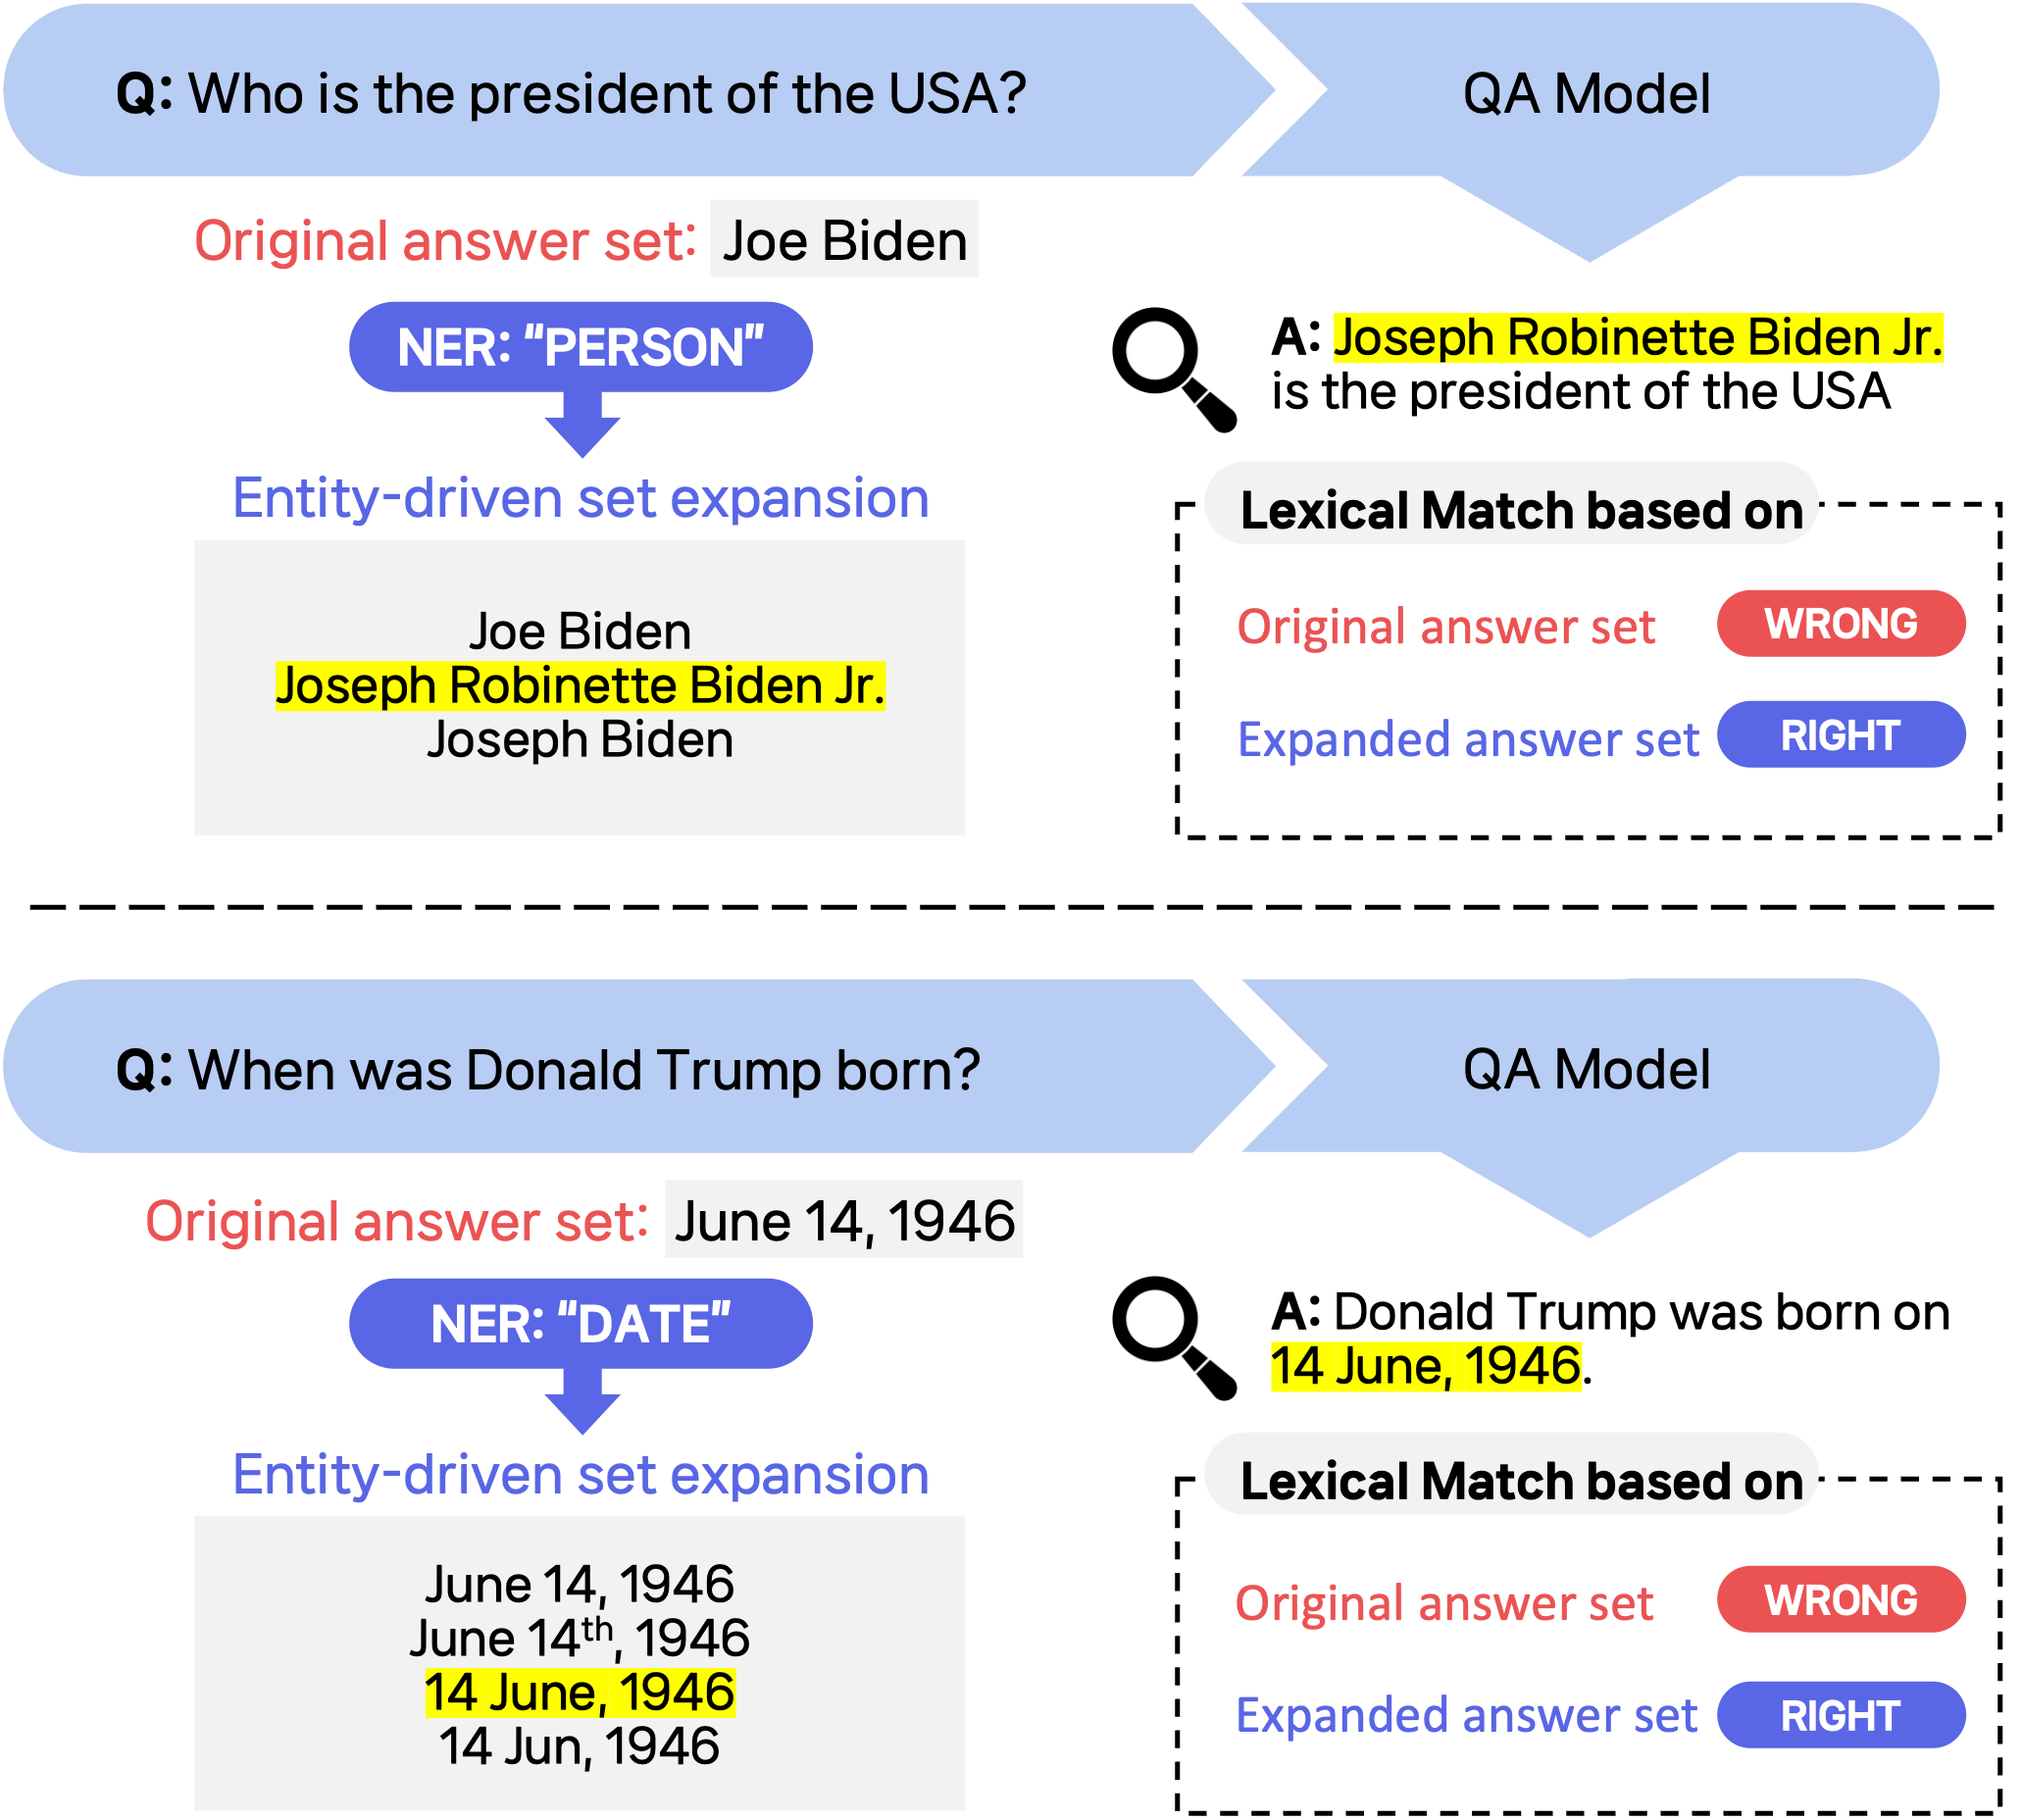 Q: Who is the president of the USA?
QA Model
Original answer set: Joe Biden
NER: "PERSON"
Entity-driven set expansion
Joe Biden
Joseph Robinette Biden Jr.
Joseph Biden
A: Joseph Robinette Biden Jr.
is the president of the USA
Lexical Match based on
Original answer set WRONG
Expanded answer set RIGHT
Q: When was Donald Trump born?
QA Model
Original answer set: June 14, 1946
NER: "DATE"
Entity-driven set expansion
June 14, 1946
June 14th, 1946
14 June, 1946
14 Jun, 1946
A: Donald Trump was born on
14 June, 1946.
Lexical Match based on
Original answer set WRONG
Expanded answer set RIGHT